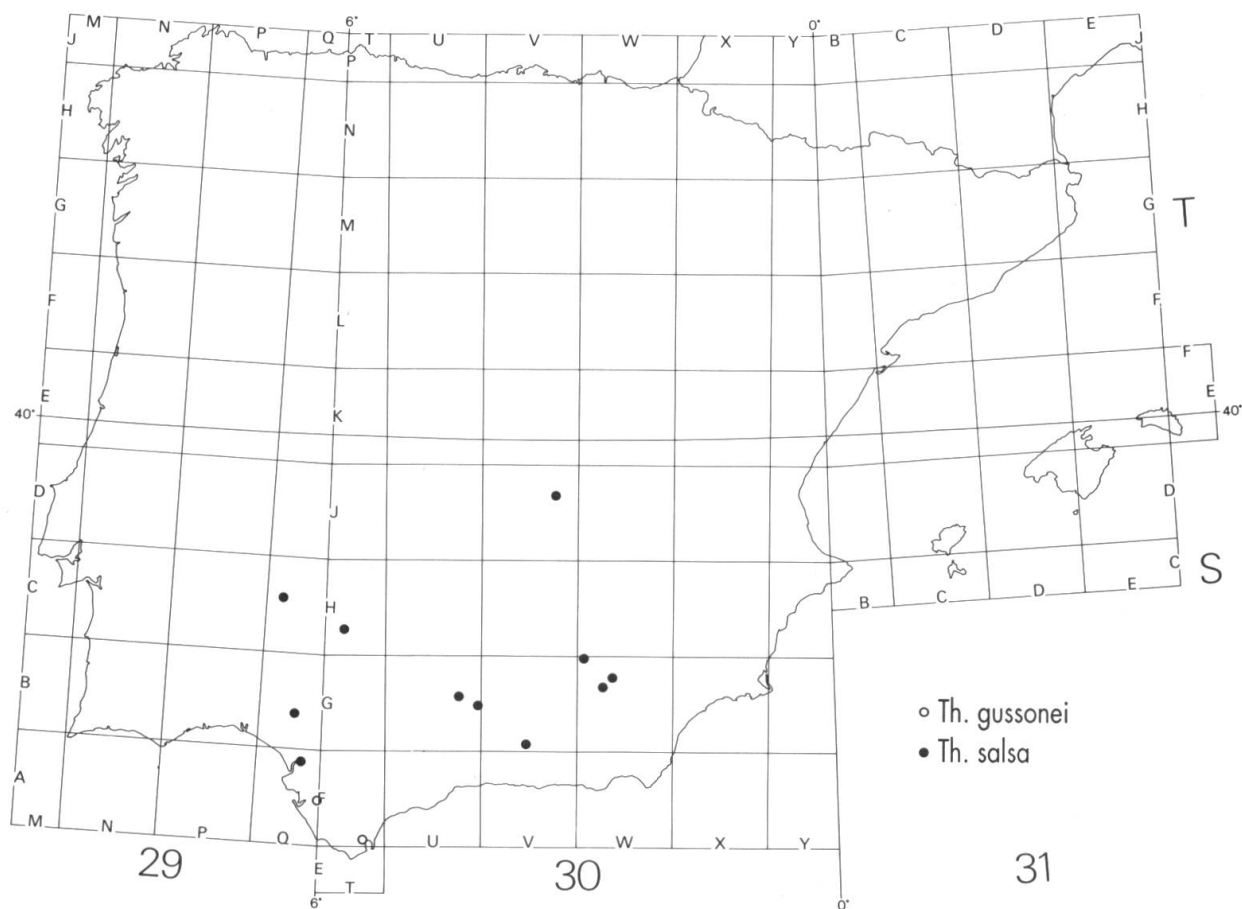 6° 0°
M N P Q T U V W X Y B C D E
J P J
H N H
G M G T
F L F
F
E K E
40° 40°
D J D
C H C S
B C D E
B G
○ Th. gussonei
● Th. salsa
A F
M N P Q U V W X Y
29 E 30 31
T
6° 0°